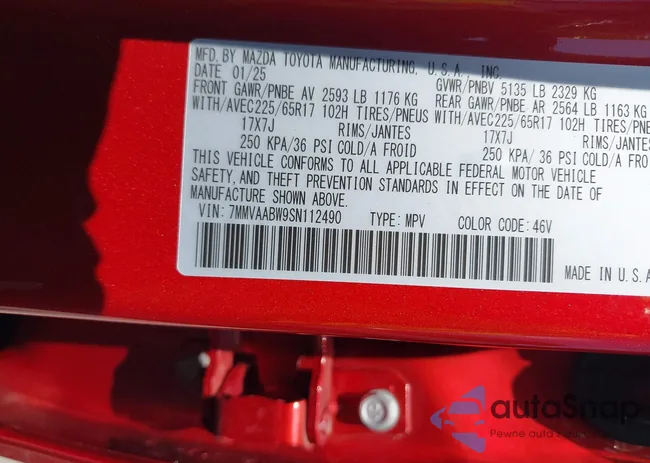 MFD. BY MAZDA TOYOTA MANUFACTURING, U.S.A., INC.
DATE 01/25 GVWR/PNBV 5135 LB 2329 KG
FRONT GAWR/PNBE AV 2593 LB 1176 KG REAR GAWR/PNBE AR 2564 LB 1163 KG
WITH/AVEC225/65R17 102H TIRES/PNEUS WITH/AVEC225/65R17 102H TIRES/PNEUS
17X7J RIMS/JANTES 17X7J RIMS/JANTES
250 KPA/36 PSI COLD/A FROID 250 KPA/36 PSI COLD/A FROI
THIS VEHICLE CONFORMS TO ALL APPLICABLE FEDERAL MOTOR VEHICLE
SAFETY, AND THEFT PREVENTION STANDARDS IN EFFECT ON THE DATE OF
MANUFACTURE SHOWN ABOVE.
VIN: 7MMVAABW9SN112490 TYPE: MPV COLOR CODE: 46V
MADE IN U.S.A
autoSnap
Pewne auto